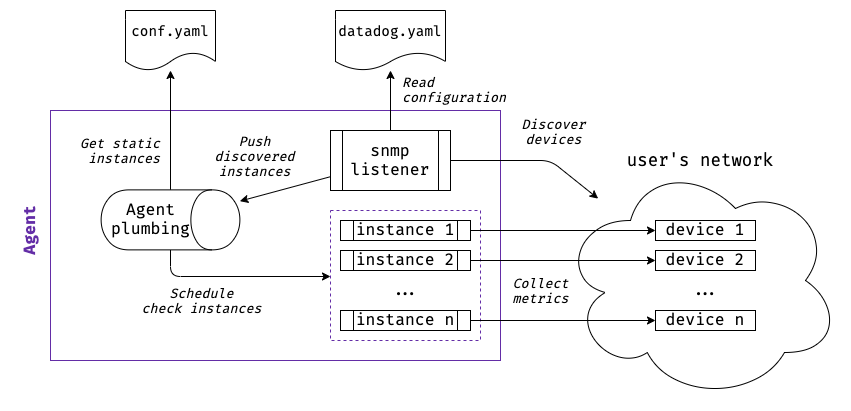 conf.yaml
datadog.yaml
Read
configuration
Get static
instances
Push
discovered
instances
snmp
listener
Discover
devices
user's network
Agent
Agent
plumbing
instance 1
device 1
instance 2
device 2
...
...
Collect
metrics
Schedule
check instances
instance n
device n